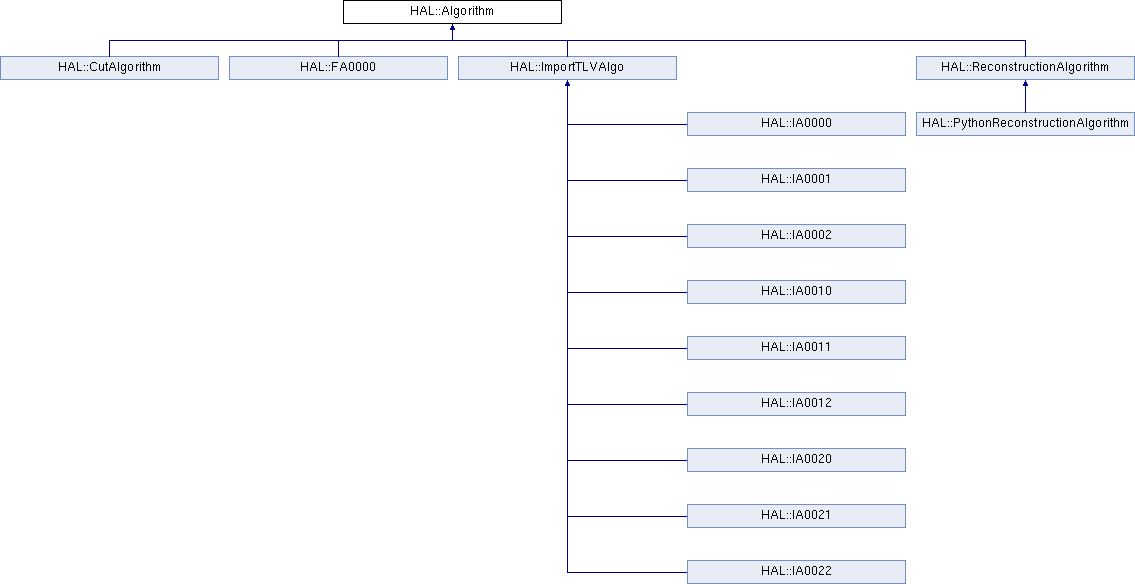 HAL::Algorithm
HAL::CutAlgorithm
HAL::FA0000
HAL::ImportTLVAlgo
HAL::ReconstructionAlgorithm
HAL::IA0000
HAL::PythonReconstructionAlgorithm
HAL::IA0001
HAL::IA0002
HAL::IA0010
HAL::IA0011
HAL::IA0012
HAL::IA0020
HAL::IA0021
HAL::IA0022